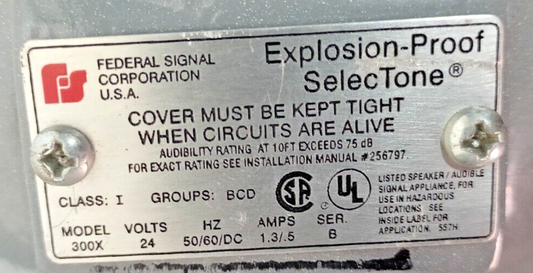 FEDERAL SIGNAL
CORPORATION
U.S.A.
Explosion-Proof
SelecTone®
COVER MUST BE KEPT TIGHT
WHEN CIRCUITS ARE ALIVE
AUDIBILITY RATING AT 10FT EXCEEDS 75 dB
FOR EXACT RATING SEE INSTALLATION MANUAL #256797.
CLASS: I GROUPS: BCD
SA
UL
LISTED SPEAKER / AUDIBLE
SIGNAL APPLIANCE, FOR
USE IN HAZARDOUS
LOCATIONS SEE
INSIDE LABEL FOR
APPLICATION. 557H
MODEL VOLTS HZ AMPS SER.
300X 24 50/60/DC 1.3/.5 B